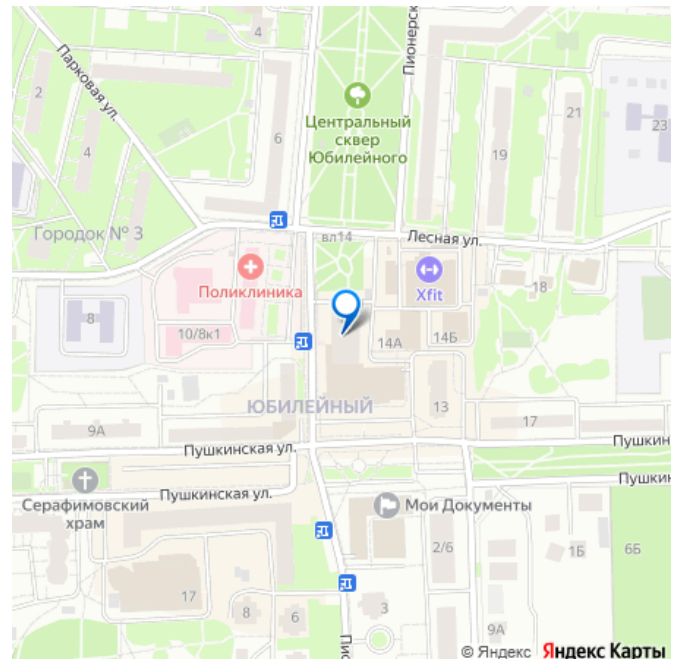 4
Парковая ул.
Пионерск
2
4
6
Центральный
сквер
Юбилейного
21
23
19
Городок № 3
вл14
Лесная ул.
Поликлиника
Xfit
18
8
10/8к1
14А
14Б
ЮБИЛЕЙНЫЙ
13
17
9А
Пушкинская ул.
Пушкин
Серафимовский
храм
Пушкинская ул.
Пушки
Мои Документы
2/6
1Б
6Б
17
8
6
3
9А
Пио
© Яндекс Яндекс Карты